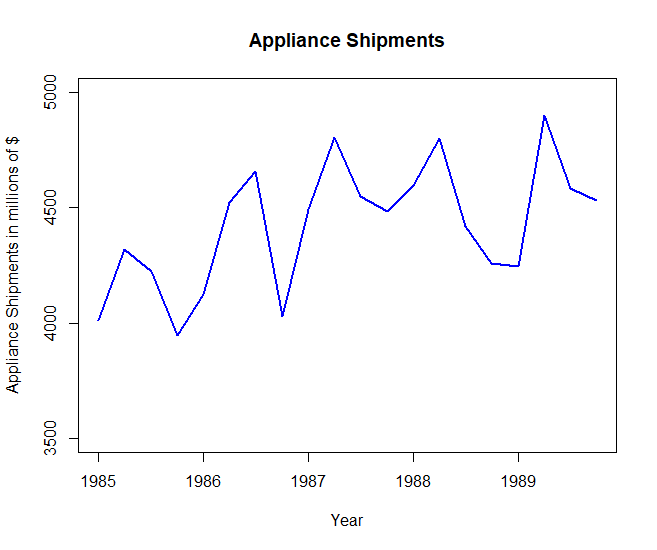 Appliance Shipments
Appliance Shipments in millions of $
5000
4500
4000
3500
1985 1986 1987 1988 1989
Year